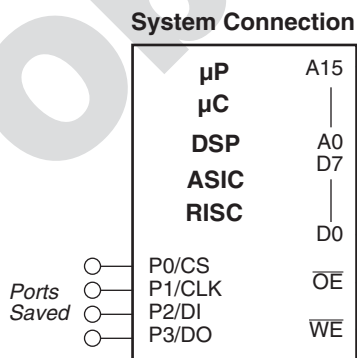 System Connection
µP A15
µC
DSP A0
D7
ASIC
RISC
D0
P0/CS
P1/CLK OE
Ports
P2/DI
Saved
P3/DO WE